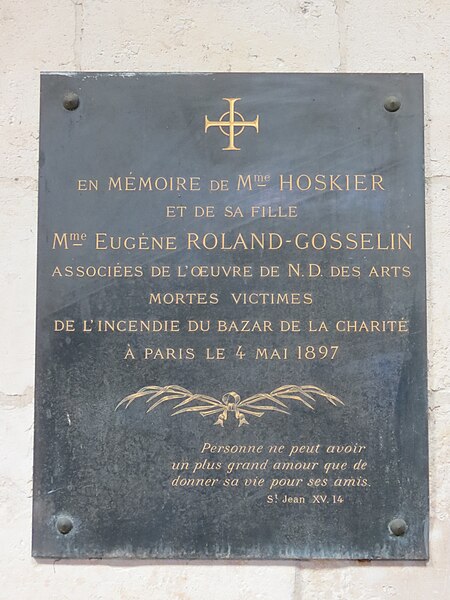 EN MÉMOIRE DE Mme HOSKIER
ET DE SA FILLE
Mme EUGÈNE ROLAND-GOSSELIN
ASSOCIÉES DE L'ŒUVRE DE N.D. DES ARTS
MORTES VICTIMES
DE L'INCENDIE DU BAZAR DE LA CHARITÉ
À PARIS LE 4 MAI 1897
Personne ne peut avoir
un plus grand amour que de
donner sa vie pour ses amis.
St Jean XV. 14